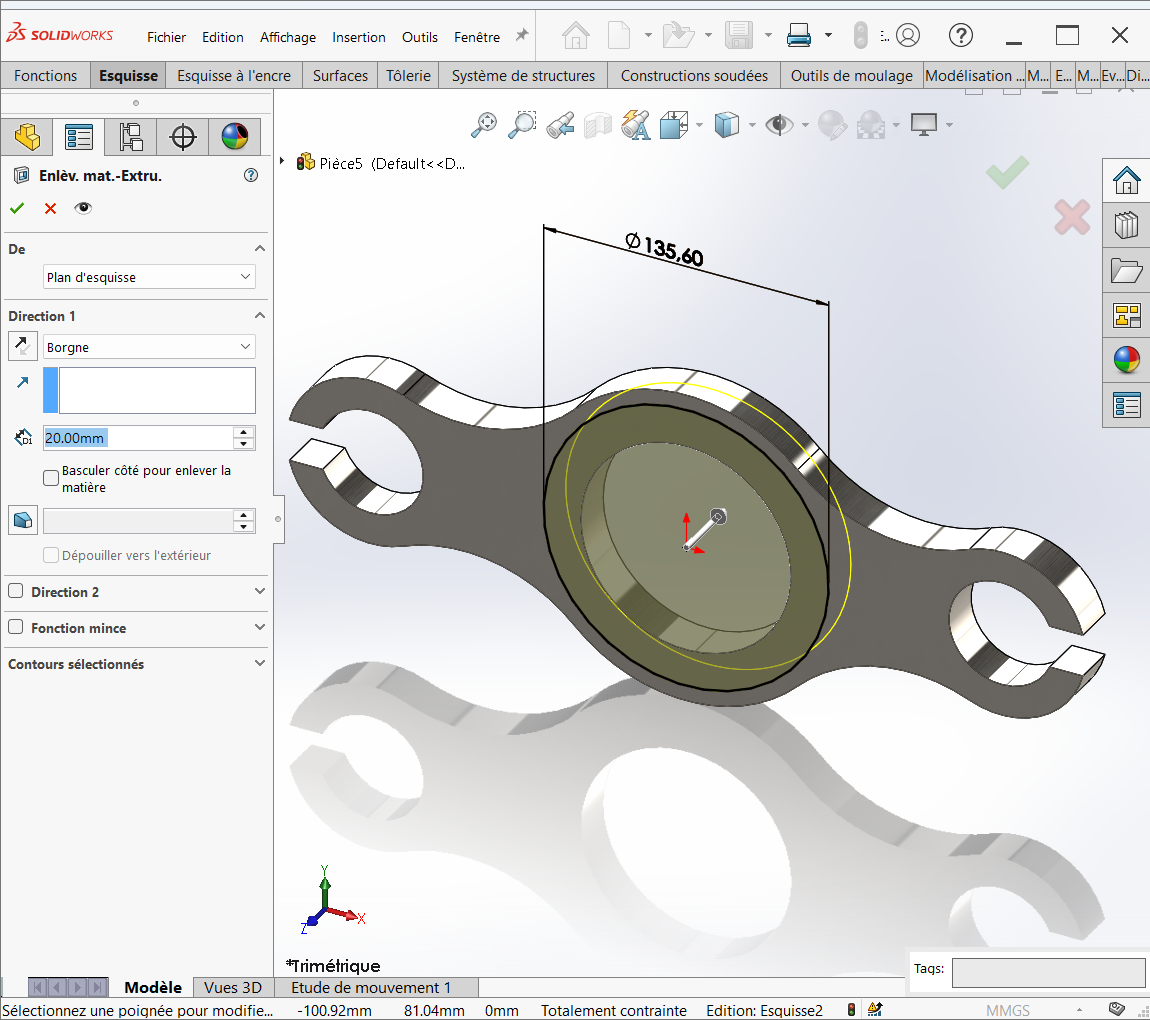 SOLIDWORKS
Fichier Edition Affichage Insertion Outils Fenêtre
Fonctions Esquisse Esquisse à l'encre Surfaces Tôlerie Système de structures Constructions soudées Outils de moulage Modélisation ... M... E... M... Ev... Di...
Pièce5 (Default<<D...
Enlèv. mat.-Extru.
De
Plan d'esquisse
Direction 1
Borgne
D1
20.00mm
Basculer côté pour enlever la
matière
Dépouiller vers l'extérieur
Direction 2
Fonction mince
Contours sélectionnés
Ø135,60
Y
X
Z
*Trimétrique
Tags:
Modèle Vues 3D Etude de mouvement 1
Sélectionnez une poignée pour modifie... -100.92mm 81.04mm 0mm Totalement contrainte Edition: Esquisse2 MMGS